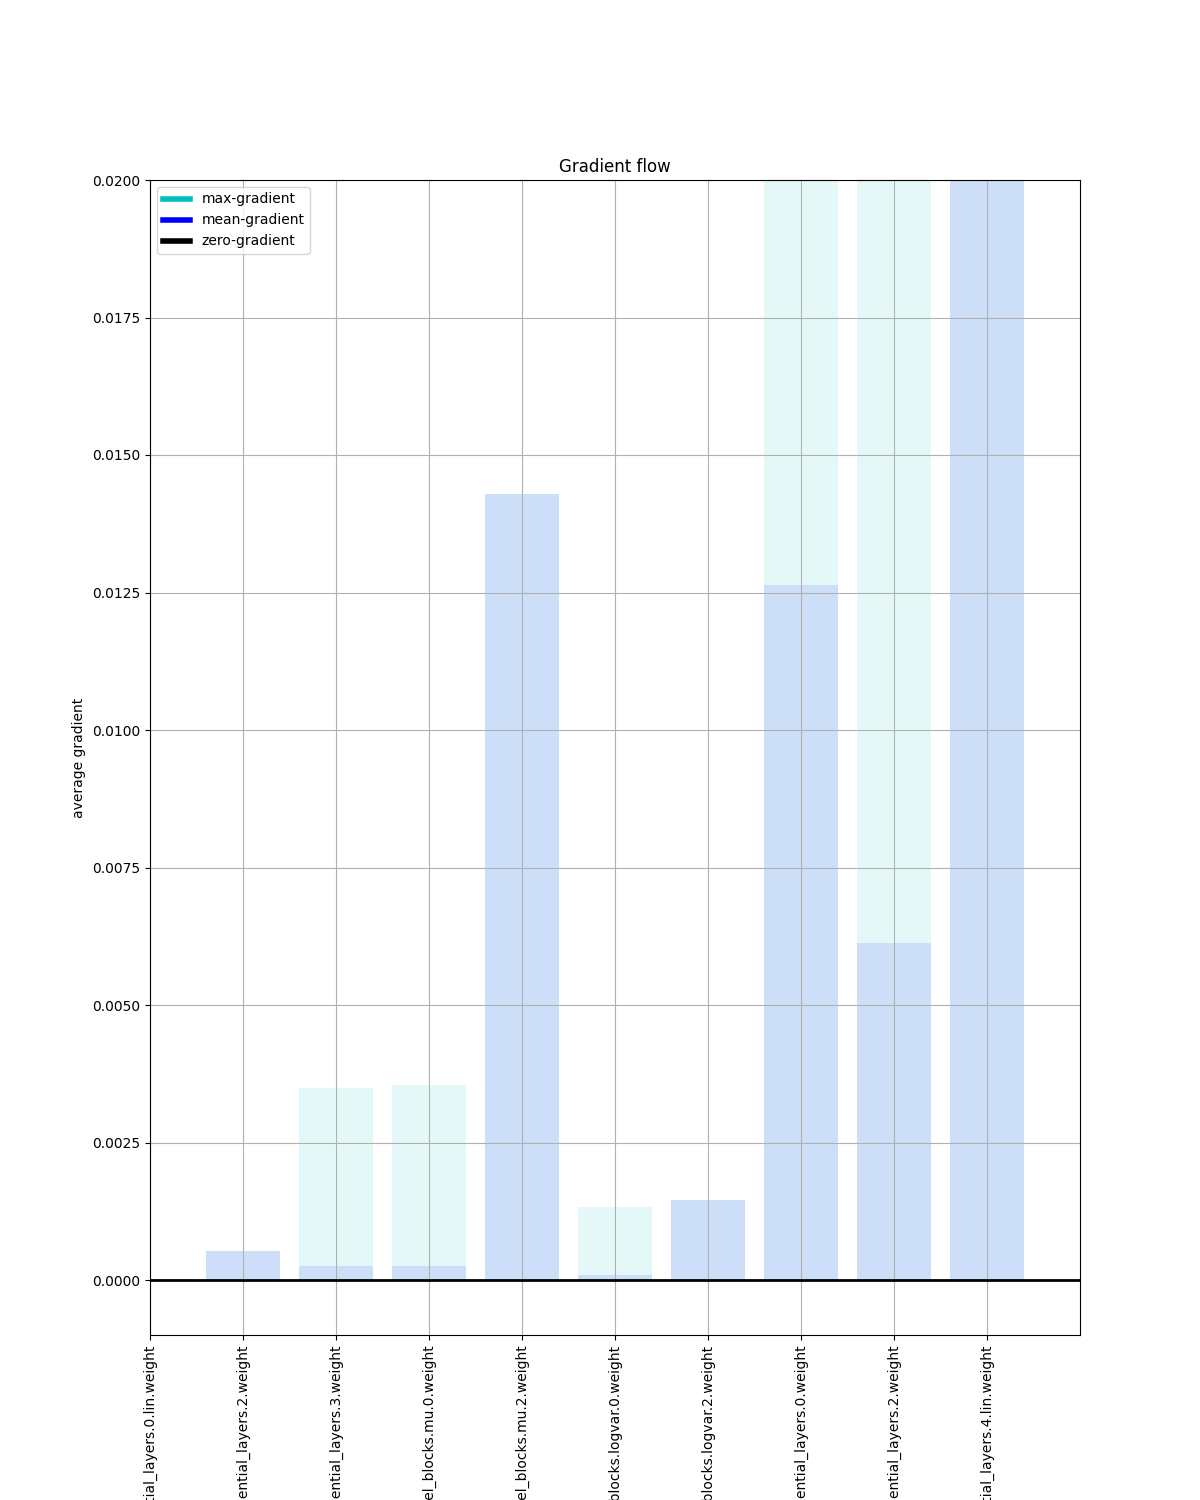 Gradient flow
max-gradient
mean-gradient
zero-gradient
0.0200
0.0175
0.0150
0.0125
0.0100
0.0075
0.0050
0.0025
0.0000
average gradient
tial_layers.0.lin.weight
ential_layers.2.weight
ential_layers.3.weight
el_blocks.mu.0.weight
el_blocks.mu.2.weight
blocks.logvar.0.weight
blocks.logvar.2.weight
ential_layers.0.weight
ential_layers.2.weight
tial_layers.4.lin.weight